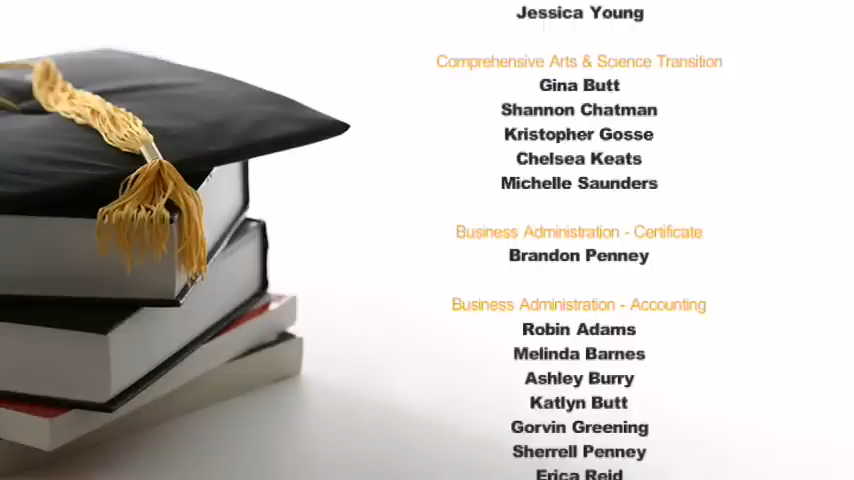 Jessica Young
Comprehensive Arts & Science Transition
Gina Butt
Shannon Chatman
Kristopher Gosse
Chelsea Keats
Michelle Saunders
Business Administration - Certificate
Brandon Penney
Business Administration - Accounting
Robin Adams
Melinda Barnes
Ashley Burry
Katlyn Butt
Gorvin Greening
Sherrell Penney
Erica Reid